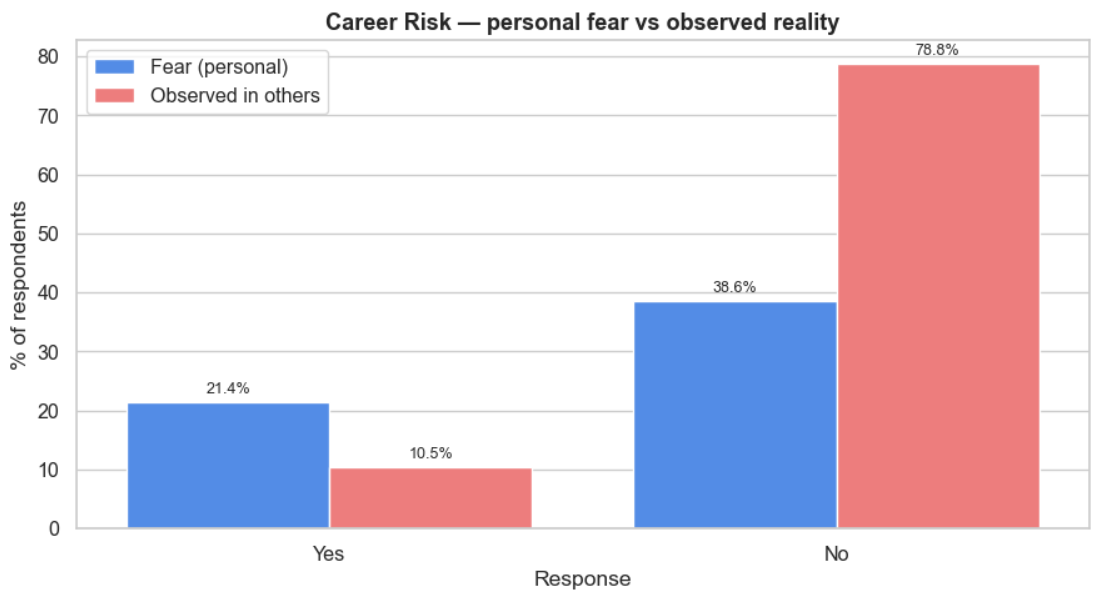 Career Risk — personal fear vs observed reality
Fear (personal)
Observed in others
% of respondents
80
70
60
50
40
30
20
10
0
21.4%
10.5%
38.6%
78.8%
Yes
No
Response